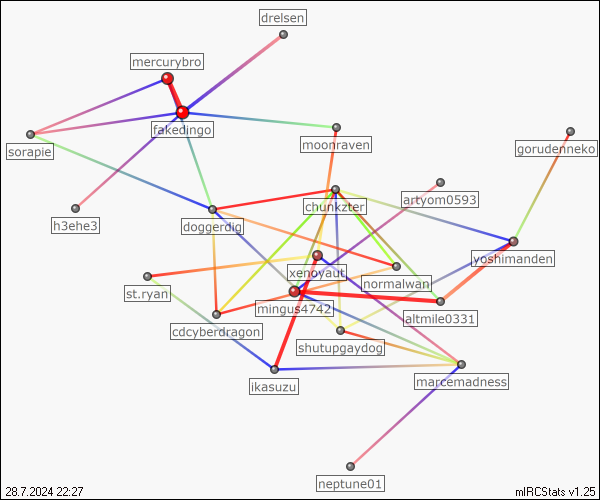 drelsen
mercurybro
fakedingo
moonraven
gorudenneko
sorapie
artyom0593
h3ehe3
chunkzter
doggerdig
yoshimanden
xenoyaut
normalwan
st.ryan
mingus4742
altmile0331
cdcyberdragon
shutupgaydog
marcemadness
ikasuzu
neptune01
28.7.2024 22:27
mIRCStats v1.25